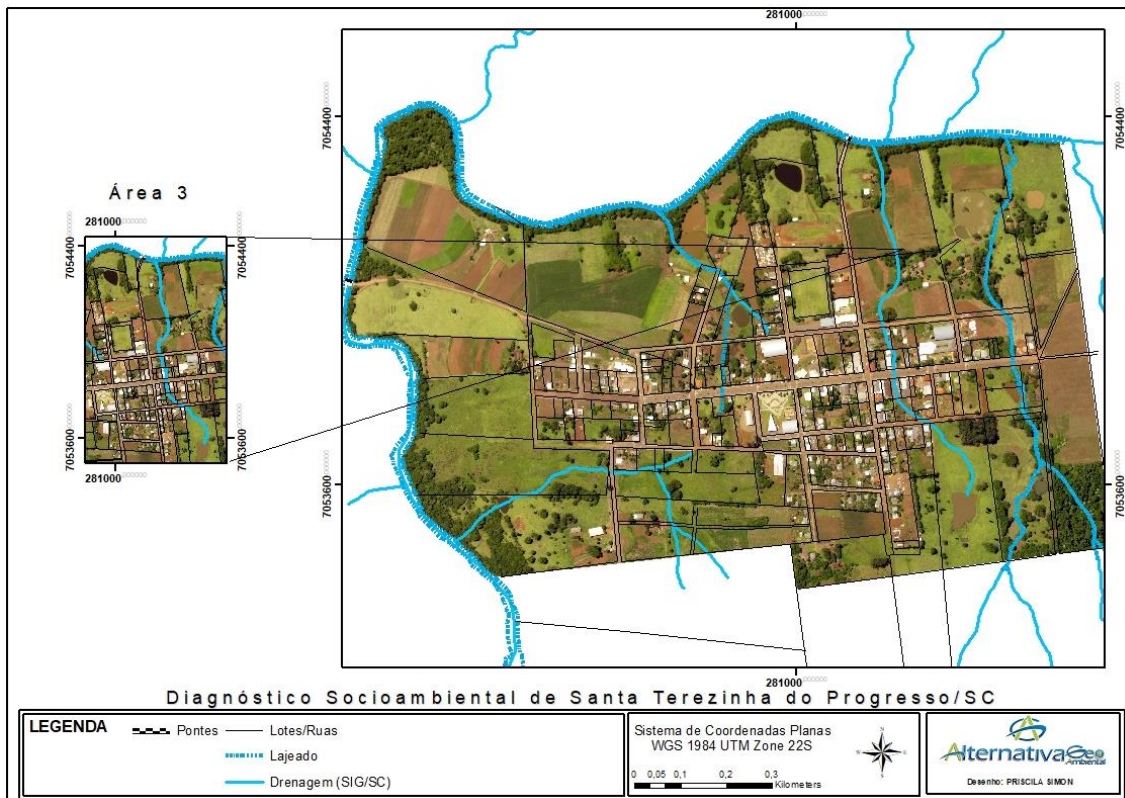 281000
7054400
7054400
Área 3
281000
7054400
7054400
7053600
7053600
281000
7053600
7053600
281000
Diagnóstico Socioambiental de Santa Terezinha do Progresso/SC
LEGENDA
Pontes
Lotes/Ruas
Lajeado
Drenagem (SIG/SC)
Sistema de Coordenadas Planas
WGS 1984 UTM Zone 22S
0 0,05 0,1 0,2 0,3
Kilometers
Alternativa Geo
Ambiental
Desenho: PRISCILA SIMON